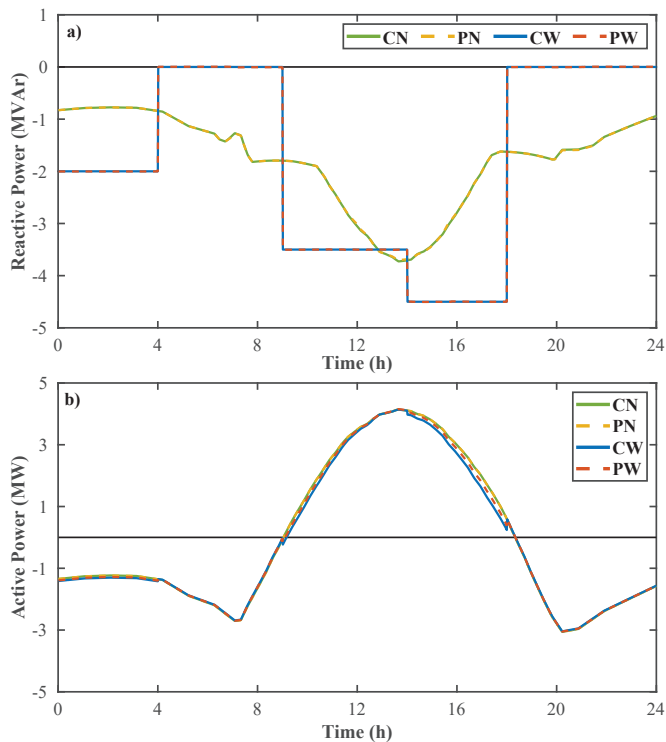 a)
CN PN CW PW
0
-1
-2
-3
-4
-5
Reactive Power (MVAr)
0 4 8 12 16 20 24
Time (h)
b)
CN
PN
CW
PW
5
3
1
-1
-3
-5
Active Power (MW)
0 4 8 12 16 20 24
Time (h)